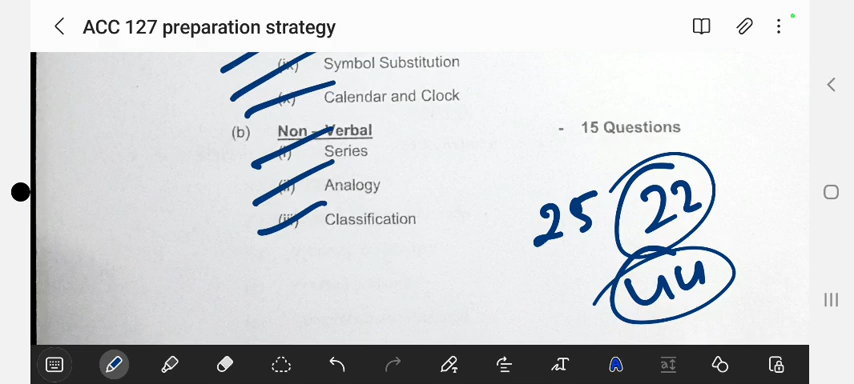 ACC 127 preparation strategy
(ix) Symbol Substitution
(x) Calendar and Clock
(b) Non - Verbal - 15 Questions
(i) Series
(ii) Analogy
(iii) Classification
25 22
44